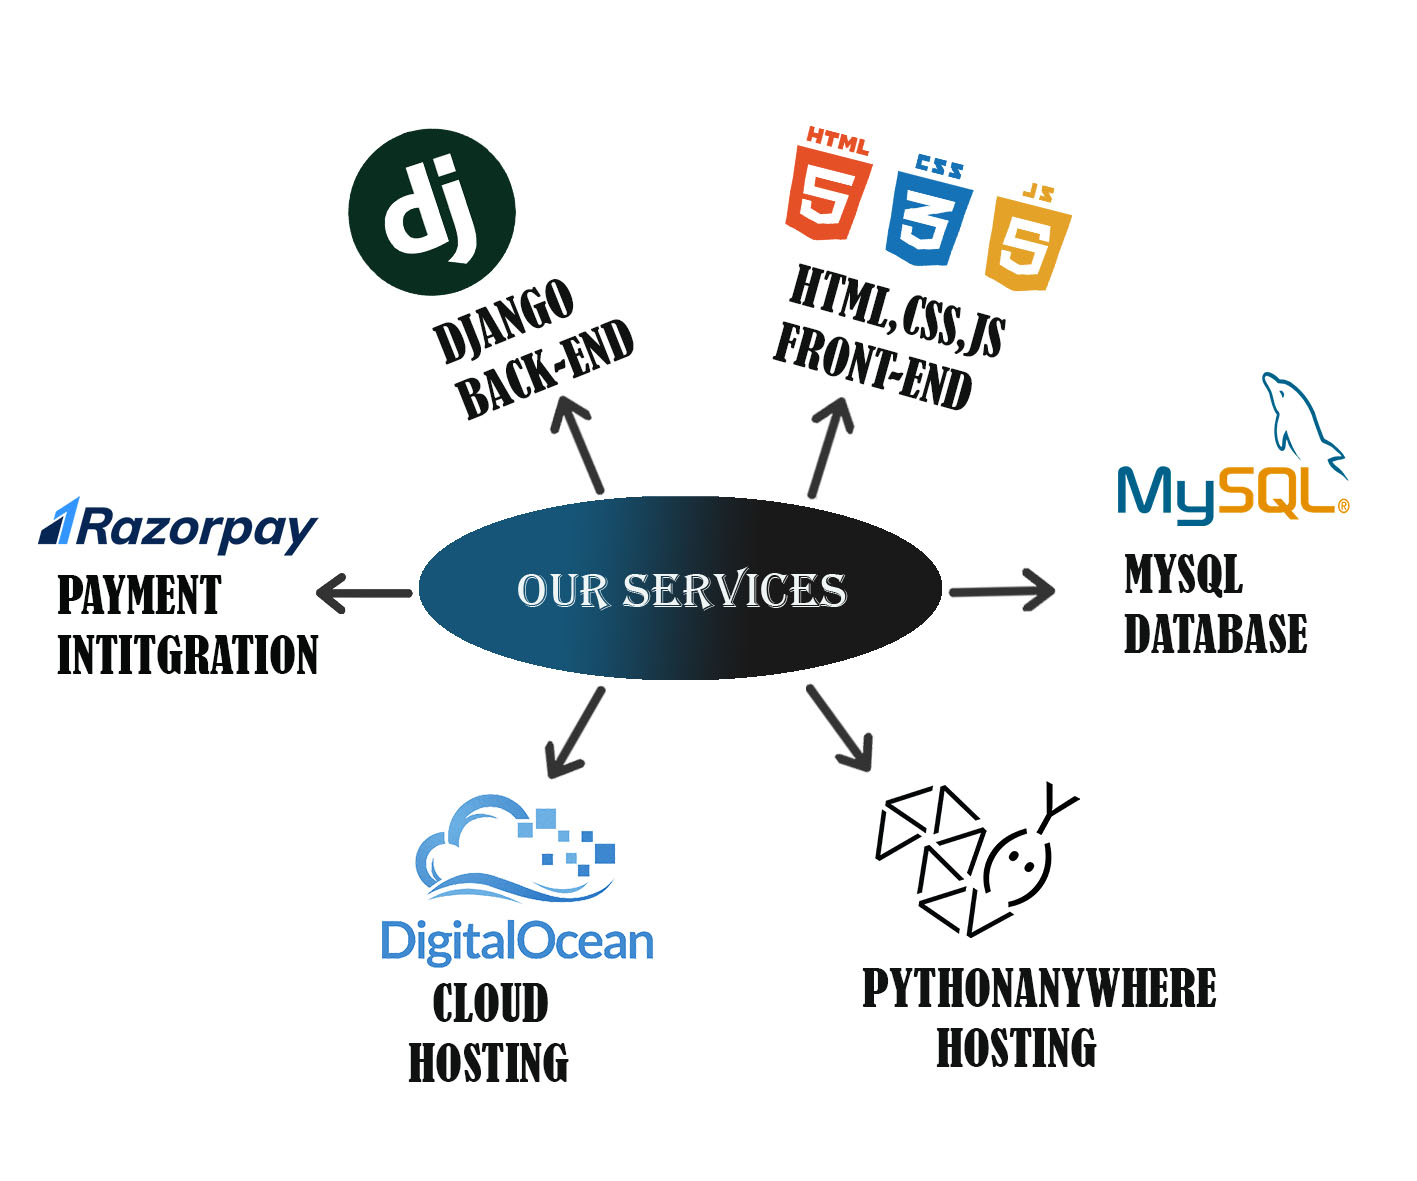 dj
DJANGO
BACK-END
HTML
5
CSS
3
JS
5
HTML,CSS,JS
FRONT-END
Razorpay
PAYMENT
INTITGRATION
OUR SERVICES
MySQL®
MYSQL
DATABASE
DigitalOcean
CLOUD
HOSTING
PYTHONANYWHERE
HOSTING